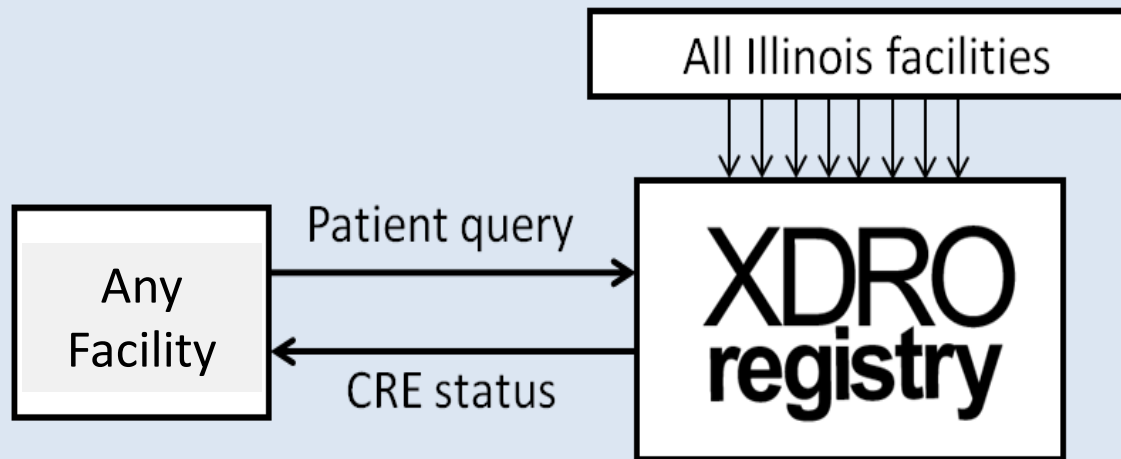 All Illinois facilities
Patient query
Any
Facility
XDRO
registry
CRE status